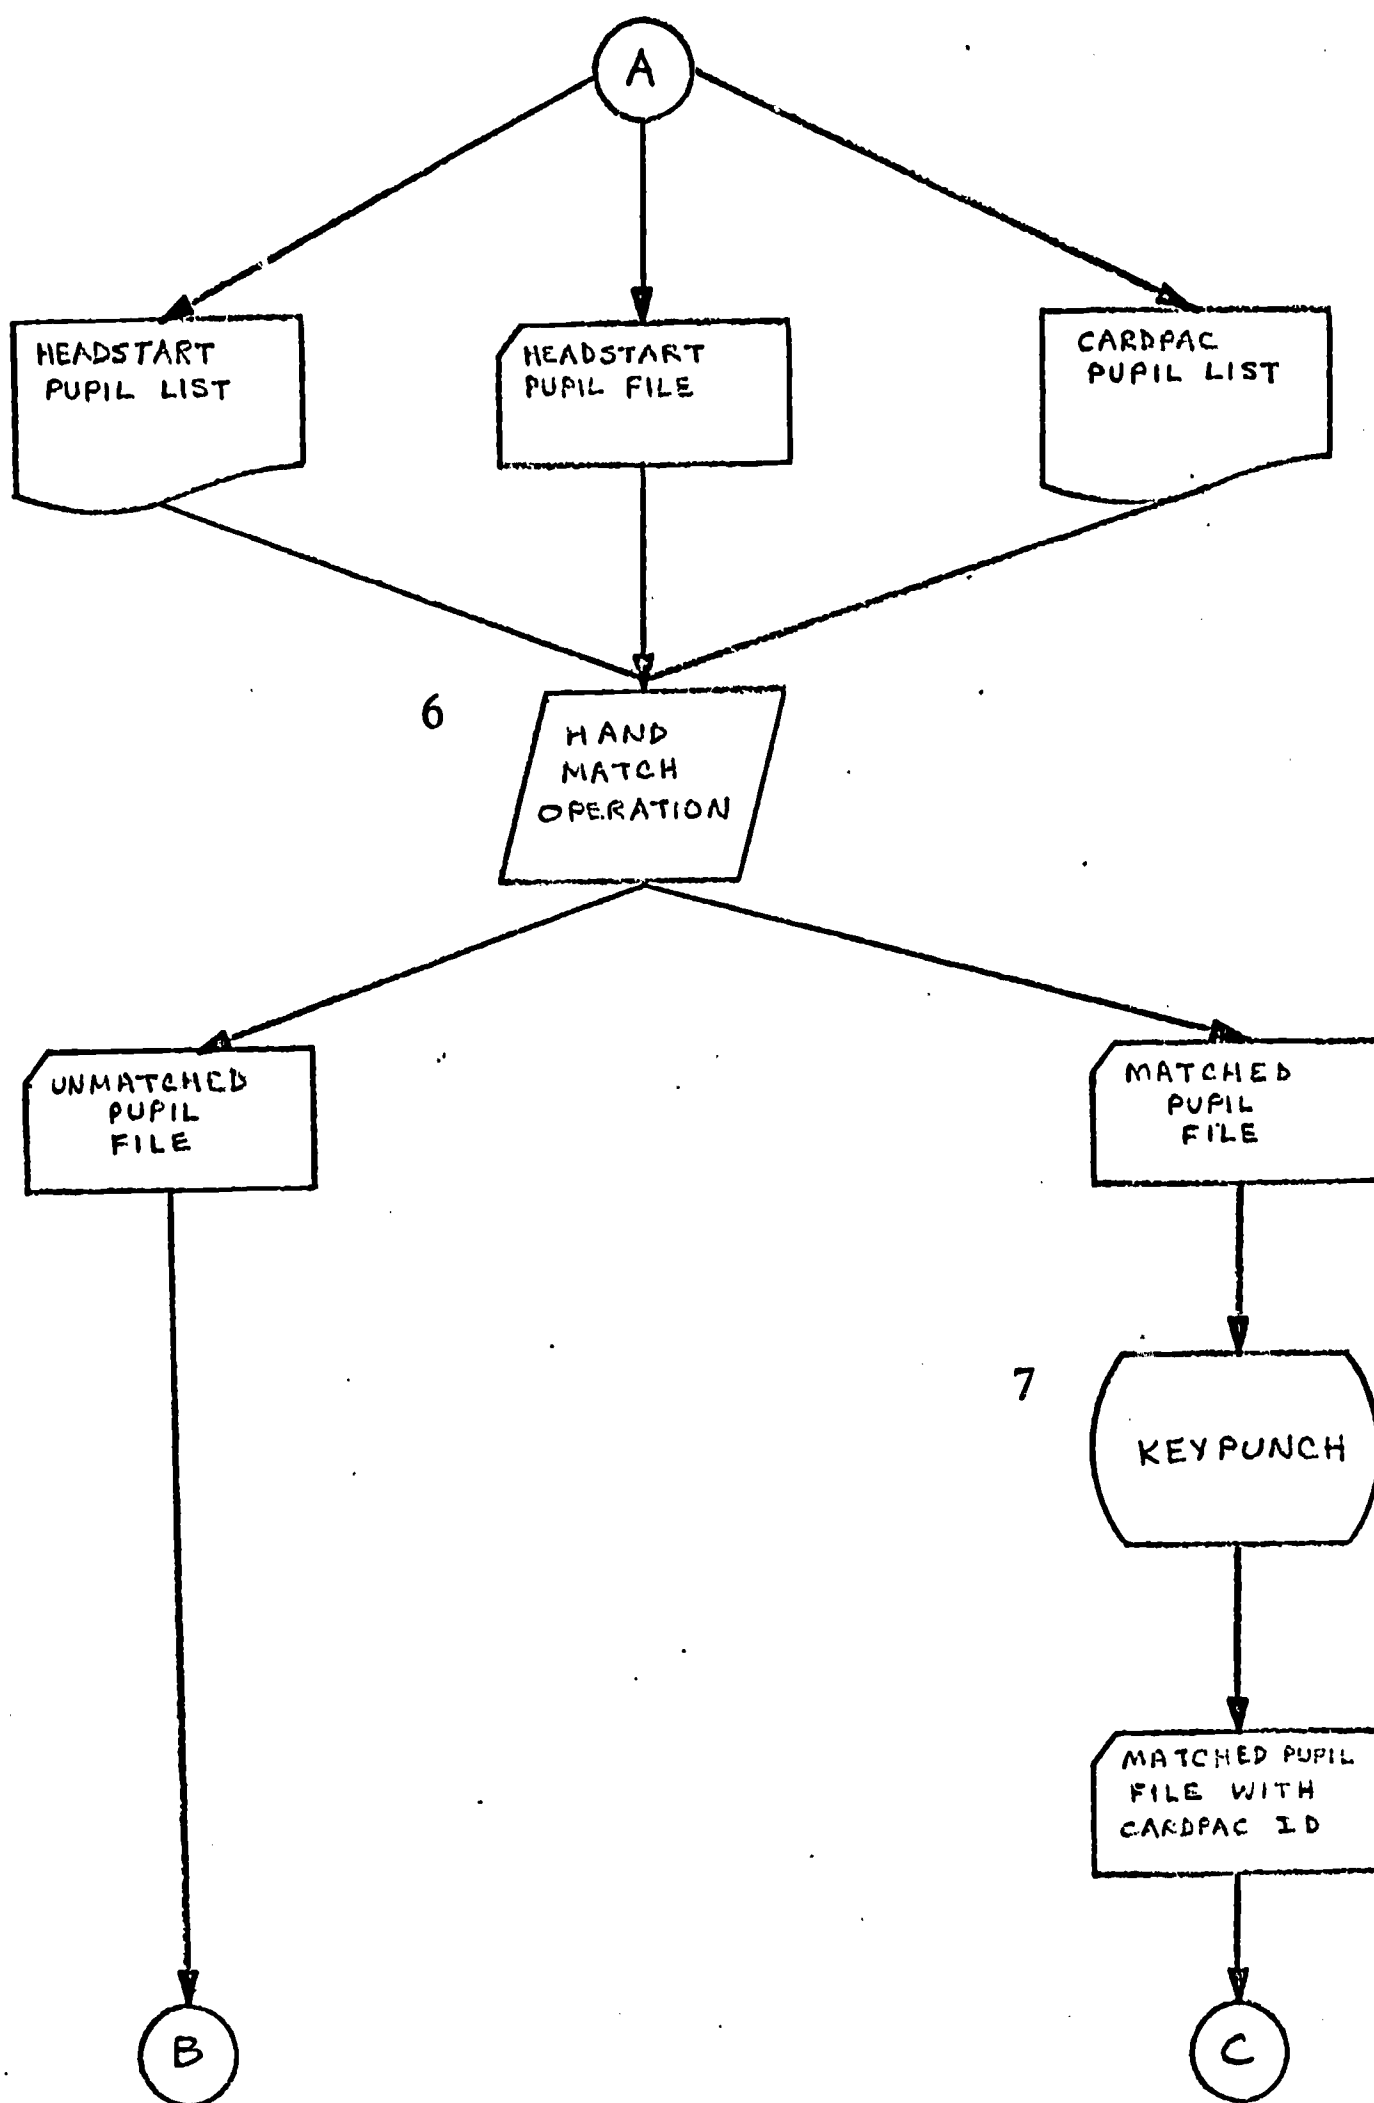 A
HEADSTART
PUPIL LIST
HEADSTART
PUPIL FILE
CARDPAC
PUPIL LIST
6
HAND
MATCH
OPERATION
UNMATCHED
PUPIL
FILE
MATCHED
PUPIL
FILE
7
KEYPUNCH
MATCHED PUPIL
FILE WITH
CARDPAC ID
B
C